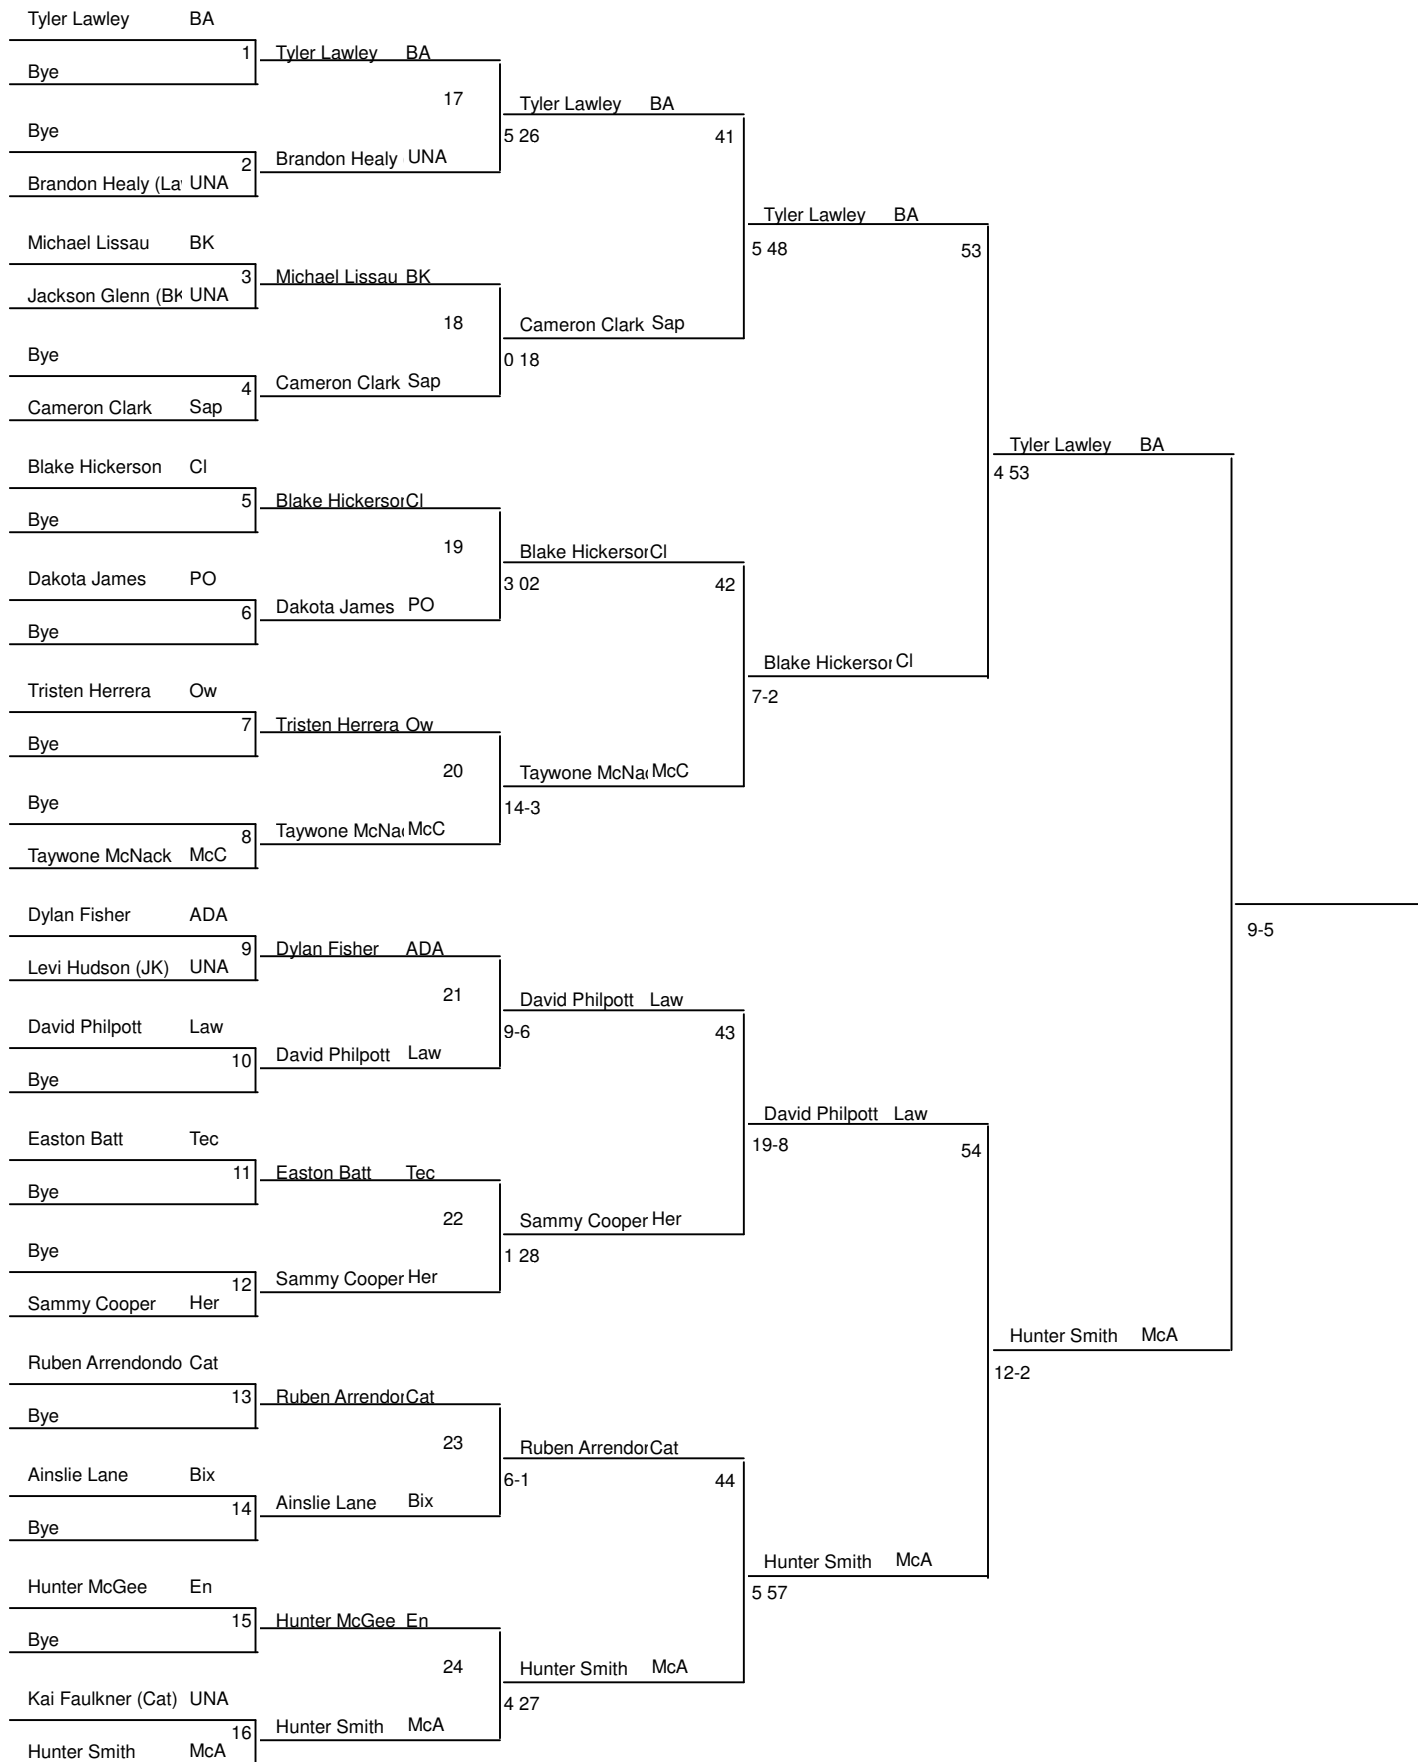 Tyler Lawley BA
1 Tyler Lawley BA
Bye
17 Tyler Lawley BA
Bye 5 26 41
2 Brandon Healy UNA
Brandon Healy (La UNA
Tyler Lawley BA
Michael Lissau BK 5 48 53
3 Michael Lissau BK
Jackson Glenn (BK UNA
18 Cameron Clark Sap
Bye 0 18
4 Cameron Clark Sap
Cameron Clark Sap
Tyler Lawley BA
Blake Hickerson Cl 4 53
5 Blake Hickerson Cl
Bye
19 Blake Hickerson Cl
Dakota James PO 3 02 42
6 Dakota James PO
Bye
Blake Hickerson Cl
Tristen Herrera Ow 7-2
7 Tristen Herrera Ow
Bye
20 Taywone McNac McC
Bye 14-3
8 Taywone McNac McC
Taywone McNack McC
Dylan Fisher ADA
9-5
9 Dylan Fisher ADA
Levi Hudson (JK) UNA
21 David Philpott Law
David Philpott Law 9-6 43
10 David Philpott Law
Bye
David Philpott Law
Easton Batt Tec 19-8 54
11 Easton Batt Tec
Bye
22 Sammy Cooper Her
Bye 1 28
12 Sammy Cooper Her
Sammy Cooper Her
Hunter Smith McA
Ruben Arrendondo Cat 12-2
13 Ruben Arrendor Cat
Bye
23 Ruben Arrendor Cat
Ainslie Lane Bix 6-1 44
14 Ainslie Lane Bix
Bye
Hunter Smith McA
Hunter McGee En 5 57
15 Hunter McGee En
Bye
24 Hunter Smith McA
Kai Faulkner (Cat) UNA 4 27
16 Hunter Smith McA
Hunter Smith McA